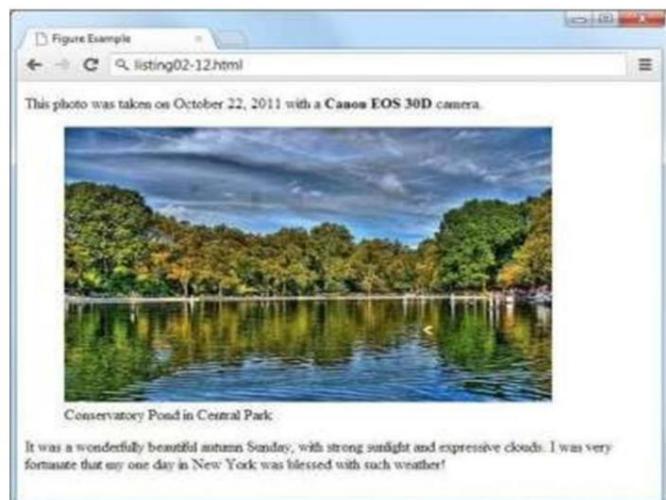 Figure Example
listing02-12.html
This photo was taken on October 22, 2011 with a Canon EOS 30D camera.
Conservatory Pond in Central Park
It was a wonderfully beautiful autumn Sunday, with strong sunlight and expressive clouds. I was very
fortunate that my one day in New York was blessed with such weather!